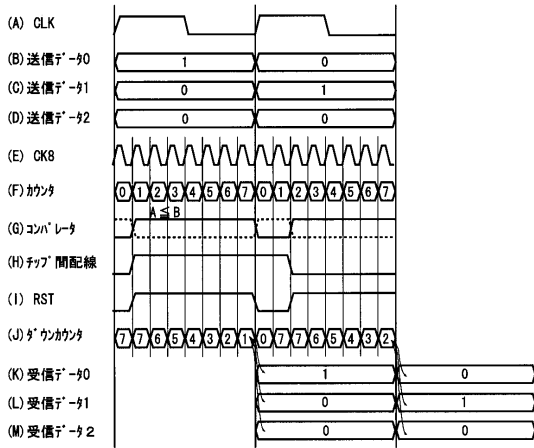 (A) CLK
(B) 送信データ0 1 0
(C) 送信データ1 0 1
(D) 送信データ2 0 0
(E) CK8
(F) カウンタ 0 1 2 3 4 5 6 7 0 1 2 3 4 5 6 7
A≦B
(G) コンパレータ
(H) チップ間配線
(I) RST
(J) ダウンカウンタ 7 7 6 5 4 3 2 1 0 7 7 6 5 4 3 2
(K) 受信データ0 1 0
(L) 受信データ1 0 1
(M) 受信データ2 0 0